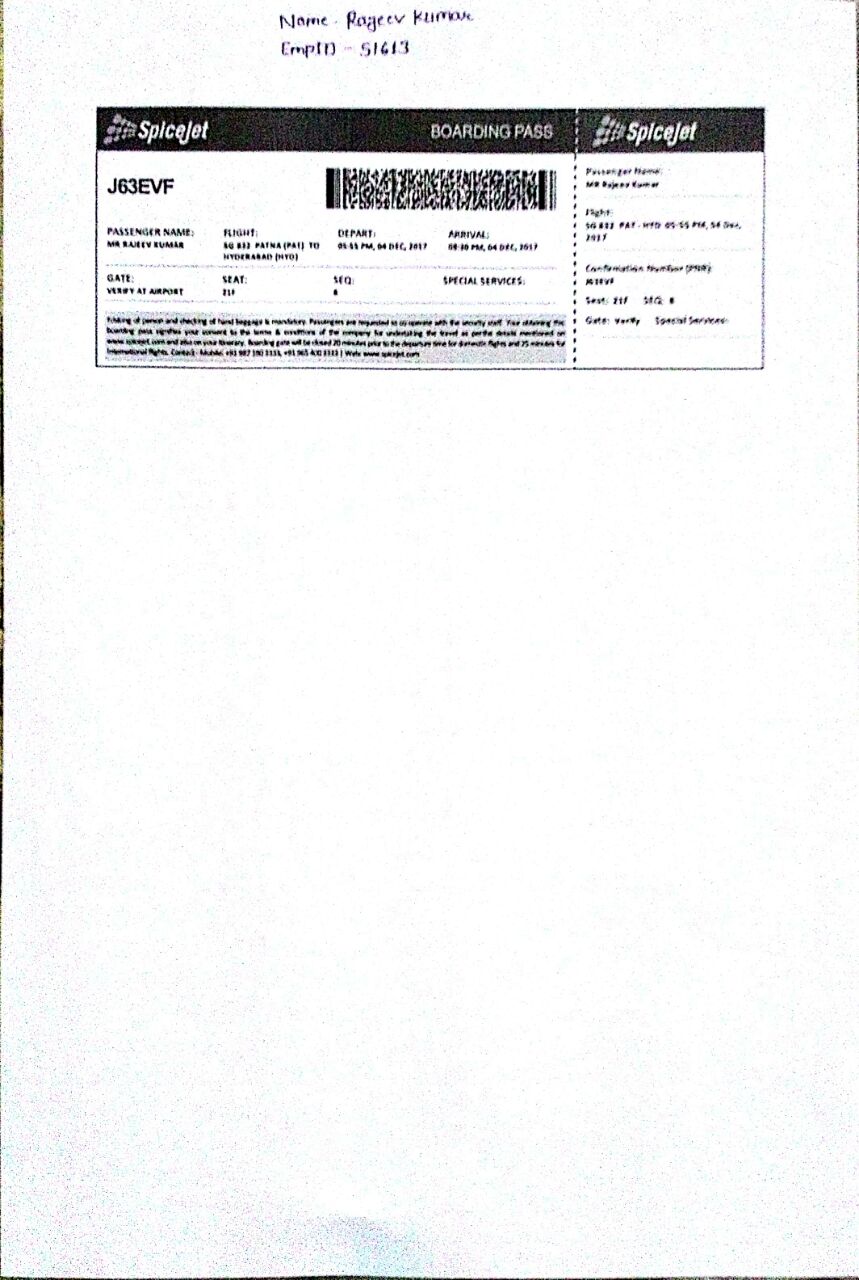 Name - Rajeev Kumar
EmpID - 51613
SpiceJet BOARDING PASS SpiceJet
J63EVF
PASSENGER NAME: FLIGHT: DEPART: ARRIVAL:
MR RAJEEV KUMAR SG 832 PATNA (PAT) TO HYDERABAD (HYD) 05:55 PM, 04 DEC, 2017 08:30 PM, 04 DEC, 2017
GATE: SEAT: SEQ: SPECIAL SERVICES:
VERIFY AT AIRPORT 21F 8
Frisking of person and checking of hand baggage is mandatory. Passengers are requested to co operate with the security staff. Your obtaining the
boarding pass signifies your consent to the terms & conditions of the company for undertaking the travel as per the details mentioned on
www.spicejet.com and also on your itinerary. Boarding gate will be closed 20 minutes prior to the departure time for domestic flights and 25 minutes for
International flights. Contact - Mobile: +91 987 180 3333, +91 965 400 3333 | Web: www.spicejet.com
Passenger Name:
MR Rajeev Kumar
Flight:
SG 832 PAT - HYD 05:55 PM, 04 Dec,
2017
Confirmation Number (PNR)
J63EVF
Seat: 21F SEQ: 8
Gate: Verify Special Services: